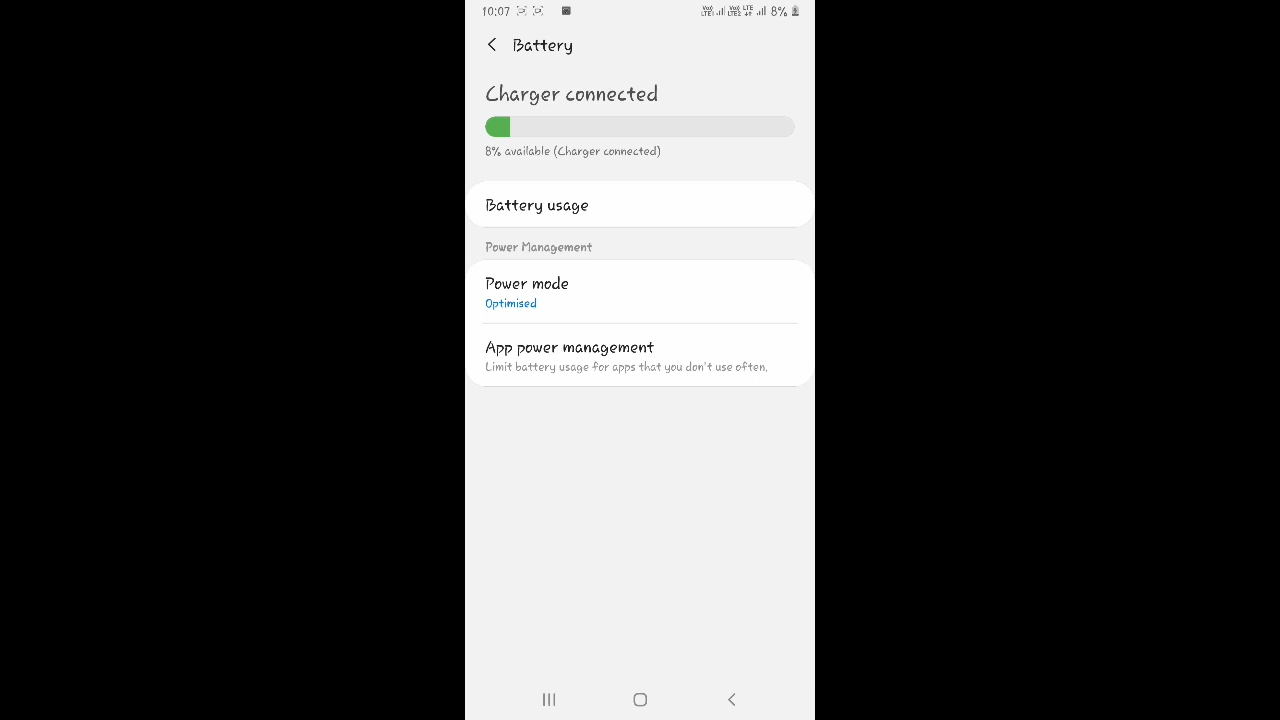 10:07 8%
Battery
Charger connected
8% available (Charger connected)
Battery usage
Power Management
Power mode
Optimised
App power management
Limit battery usage for apps that you don't use often.